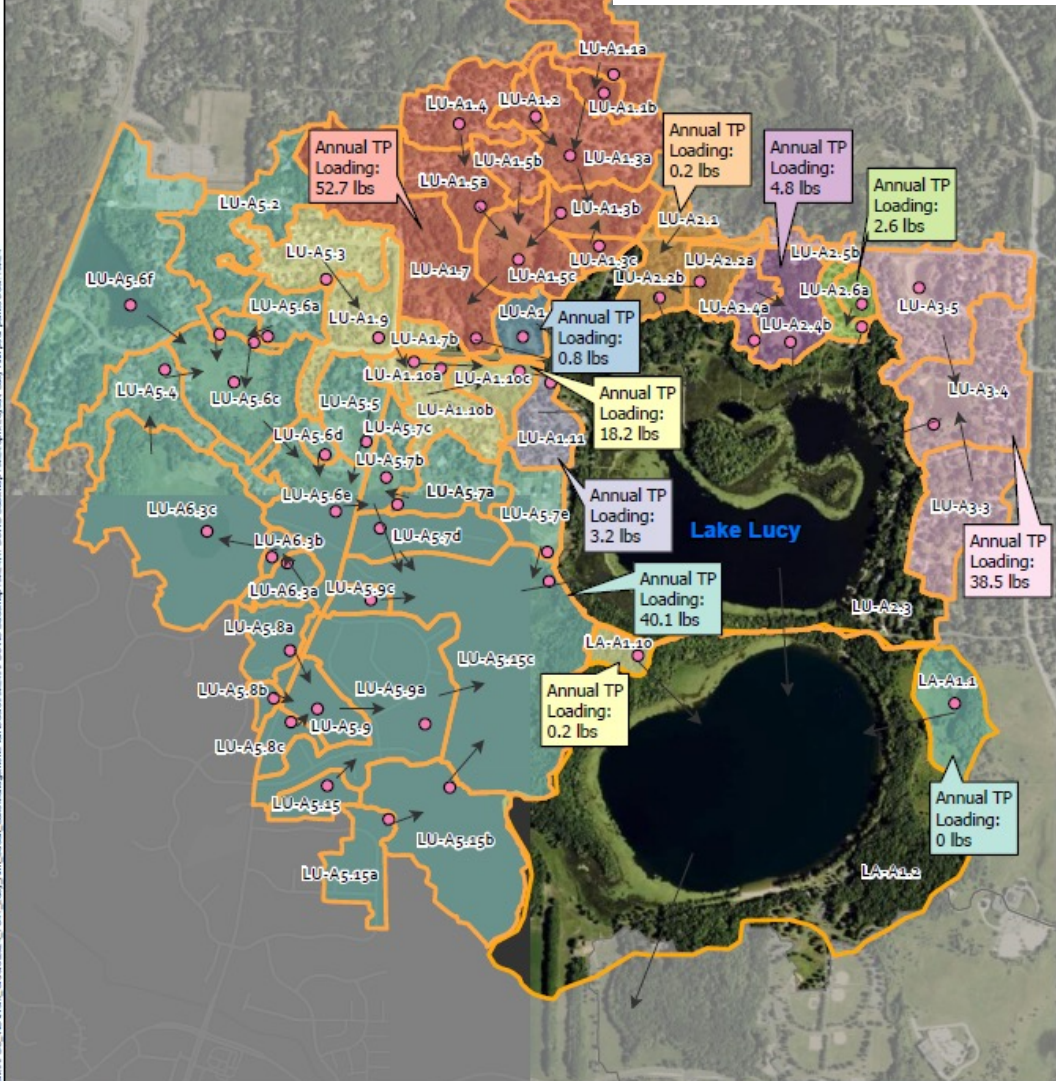 LU-A1.1a
LU-A1.1b
LU-A1.2
LU-A1.4
Annual TP
Loading:
52.7 lbs
LU-A1.5b
LU-A1.3a
LU-A1.5a
LU-A1.3b
LU-A1.3c
LU-A1.7
LU-A1.5c
Annual TP
Loading:
0.2 lbs
LU-A2.1
LU-A2.2a
LU-A2.2b
Annual TP
Loading:
4.8 lbs
Annual TP
Loading:
2.6 lbs
LU-A2.5b
LU-A2.6a
LU-A2.4a
LU-A2.4b
LU-A3.5
LU-A3.4
LU-A3.3
LU-A5.2
LU-A5.3
LU-A5.6f
LU-A5.6a
LU-A1.9
LU-A1.7b
LU-A1
Annual TP
Loading:
0.8 lbs
LU-A1.10a
LU-A1.10c
LU-A1.10b
Annual TP
Loading:
18.2 lbs
LU-A5.4
LU-A5.6c
LU-A5.5
LU-A5.7c
LU-A5.6d
LU-A5.7b
LU-A1.11
LU-A5.7a
LU-A5.6e
LU-A5.7e
Annual TP
Loading:
3.2 lbs
Lake Lucy
Annual TP
Loading:
38.5 lbs
LU-A6.3c
LU-A6.3b
LU-A5.7d
LU-A6.3a
LU-A5.9c
Annual TP
Loading:
40.1 lbs
LU-A2.3
LU-A5.8a
LA-A1.10
LU-A5.15c
LU-A5.8b
LU-A5.9a
LU-A5.9
LU-A5.8c
Annual TP
Loading:
0.2 lbs
LA-A1.1
LU-A5.15
LU-A5.15b
LU-A5.15a
Annual TP
Loading:
0 lbs
LA-A1.2